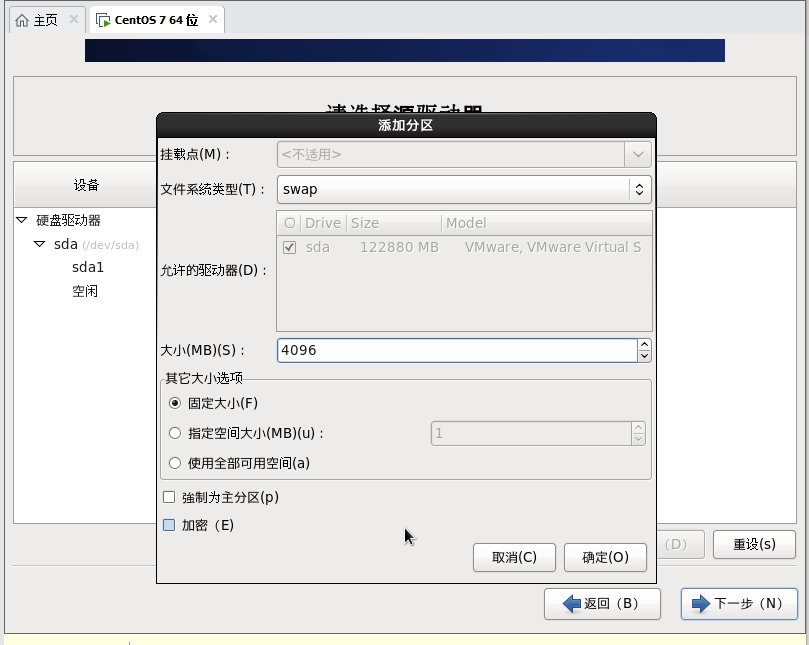 主页
CentOS 7 64 位
请选择源驱动器
添加分区
挂载点(M)：
<不适用>
设备
文件系统类型(T)：
swap
硬盘驱动器
Drive Size Model
sda (/dev/sda)
sda 122880 MB VMware, VMware Virtual S
sda1
允许的驱动器(D)：
空闲
大小(MB)(S)：
4096
其它大小选项
固定大小(F)
指定空间大小(MB)(u)：
1
使用全部可用空间(a)
強制为主分区(p)
加密（E)
(D)
重设(s)
取消(C)
确定(O)
返回（B)
下一步（N）